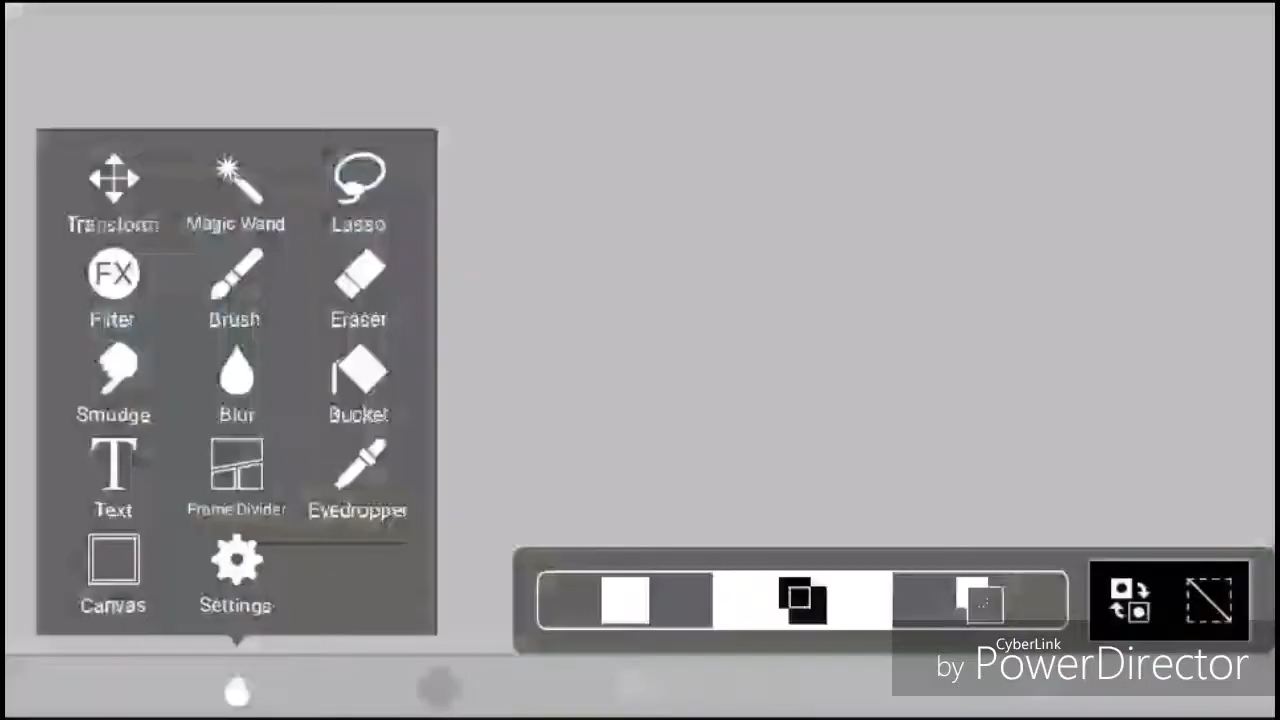 Transform Magic Wand Lasso
FX
Filter Brush Eraser
Smudge Blur Bucket
T
Text Frame Divider Eyedropper
Canvas Settings
CyberLink
by PowerDirector